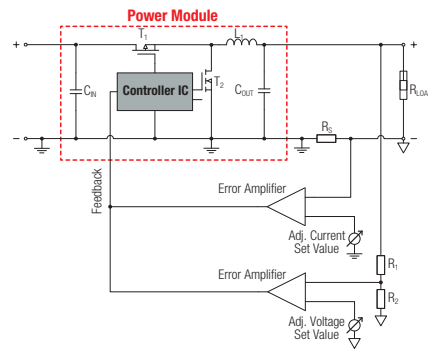 Power Module
+
T1
L1
+
CIN
Controller IC
T2
COUT
RLOAD
−
RS
−
Feedback
Error Amplifier
Adj. Current
Set Value
R1
Error Amplifier
R2
Adj. Voltage
Set Value